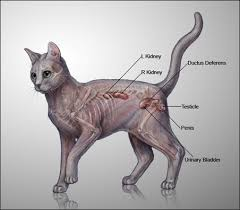 L Kidney
Ductus Deferens
R Kidney
Testicle
Penis
Urinary Bladder